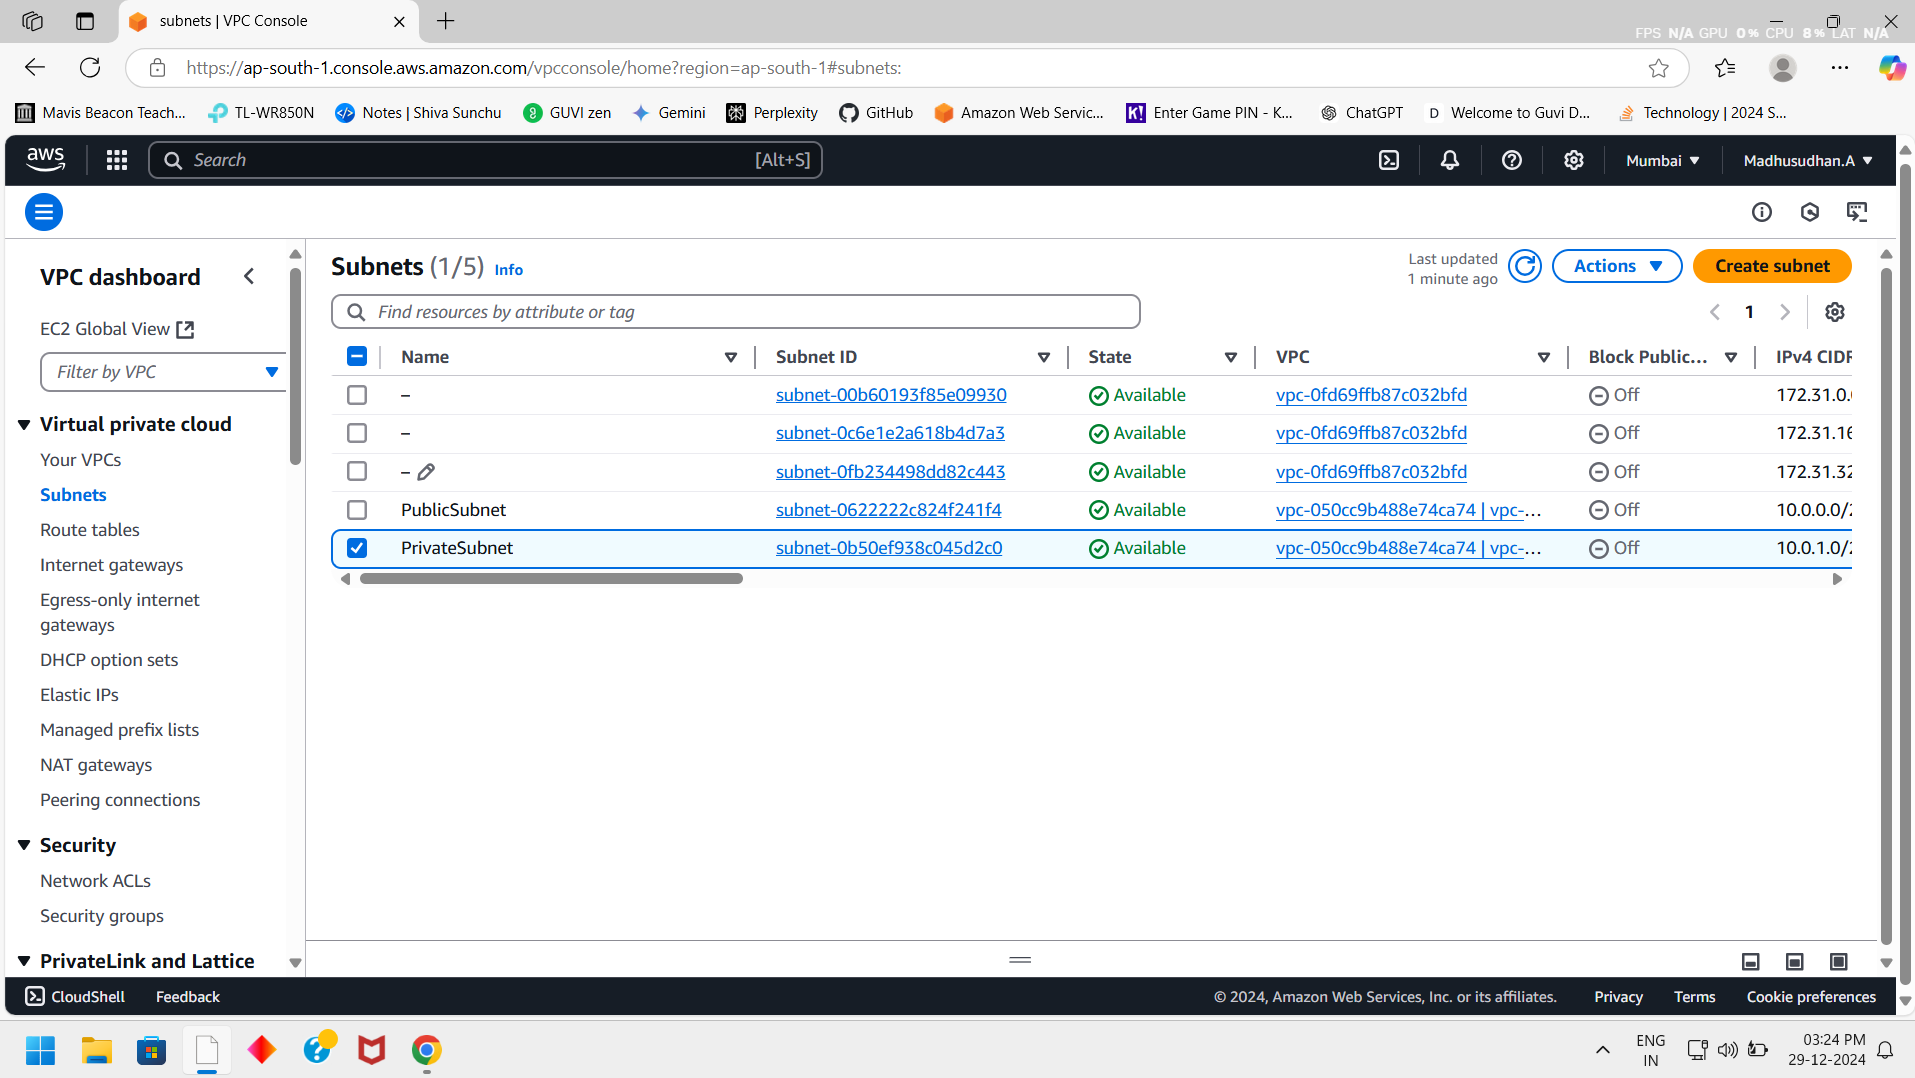 subnets | VPC Console
FPS N/A GPU 0% CPU 8% LAT N/A
https://ap-south-1.console.aws.amazon.com/vpcconsole/home?region=ap-south-1#subnets:
Mavis Beacon Teach... TL-WR850N Notes | Shiva Sunchu GUVI zen Gemini Perplexity GitHub Amazon Web Servic... K! Enter Game PIN - K... ChatGPT D Welcome to Guvi D... Technology | 2024 S...
aws Search [Alt+S] Mumbai Madhusudhan.A
VPC dashboard
EC2 Global View
Filter by VPC
Virtual private cloud
Your VPCs
Subnets
Route tables
Internet gateways
Egress-only internet
gateways
DHCP option sets
Elastic IPs
Managed prefix lists
NAT gateways
Peering connections
Security
Network ACLs
Security groups
PrivateLink and Lattice
Subnets (1/5) Info
Last updated
1 minute ago
Actions
Create subnet
Find resources by attribute or tag
1
Name Subnet ID State VPC Block Public... IPv4 CIDR
– subnet-00b60193f85e09930 Available vpc-0fd69ffb87c032bfd Off 172.31.0.
– subnet-0c6e1e2a618b4d7a3 Available vpc-0fd69ffb87c032bfd Off 172.31.16
– subnet-0fb234498dd82c443 Available vpc-0fd69ffb87c032bfd Off 172.31.32
PublicSubnet subnet-0622222c824f241f4 Available vpc-050cc9b488e74ca74 | vpc-... Off 10.0.0.0/2
PrivateSubnet subnet-0b50ef938c045d2c0 Available vpc-050cc9b488e74ca74 | vpc-... Off 10.0.1.0/2
CloudShell Feedback © 2024, Amazon Web Services, Inc. or its affiliates. Privacy Terms Cookie preferences
ENG
IN
03:24 PM
29-12-2024